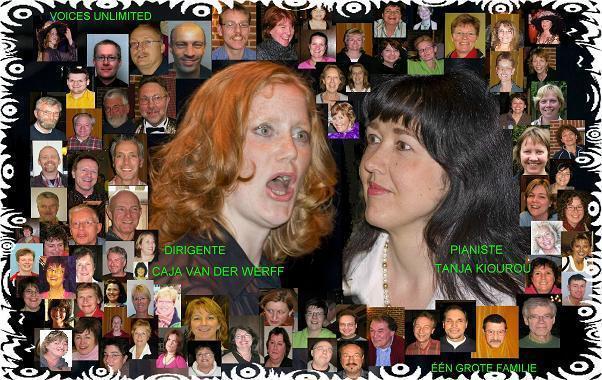 VOICES UNLIMITED
DIRIGENTE
CAJA VAN DER WERFF
PIANISTE
TANJA KIOUROU
ÉÉN GROTE FAMILIE